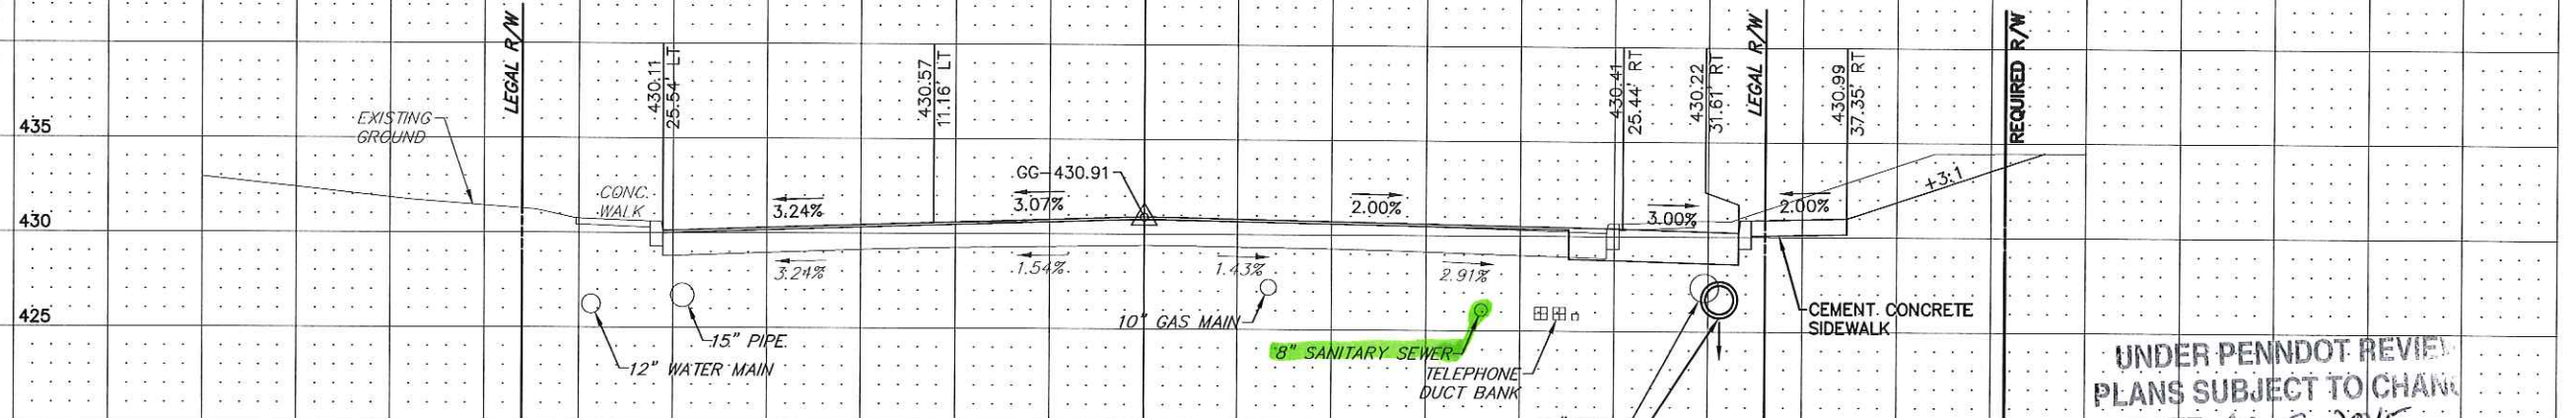 LEGAL R/W
430.11
25.54' LT
430.57
11.16' LT
430.41
25.44' RT
430.22
31.61' RT
LEGAL R/W
430.99
37.35' RT
REQUIRED R/W
EXISTING
GROUND
435
GG-430.91
CONC.
WALK
3.24%
3.07%
2.00%
3.00%
2.00%
+3:1
430
3.24%
1.54%
1.43%
2.91%
425
10" GAS MAIN
15" PIPE
12" WATER MAIN
8" SANITARY SEWER
TELEPHONE
DUCT BANK
CEMENT CONCRETE
SIDEWALK
UNDER PENNDOT
PLANS SUBJECT TO